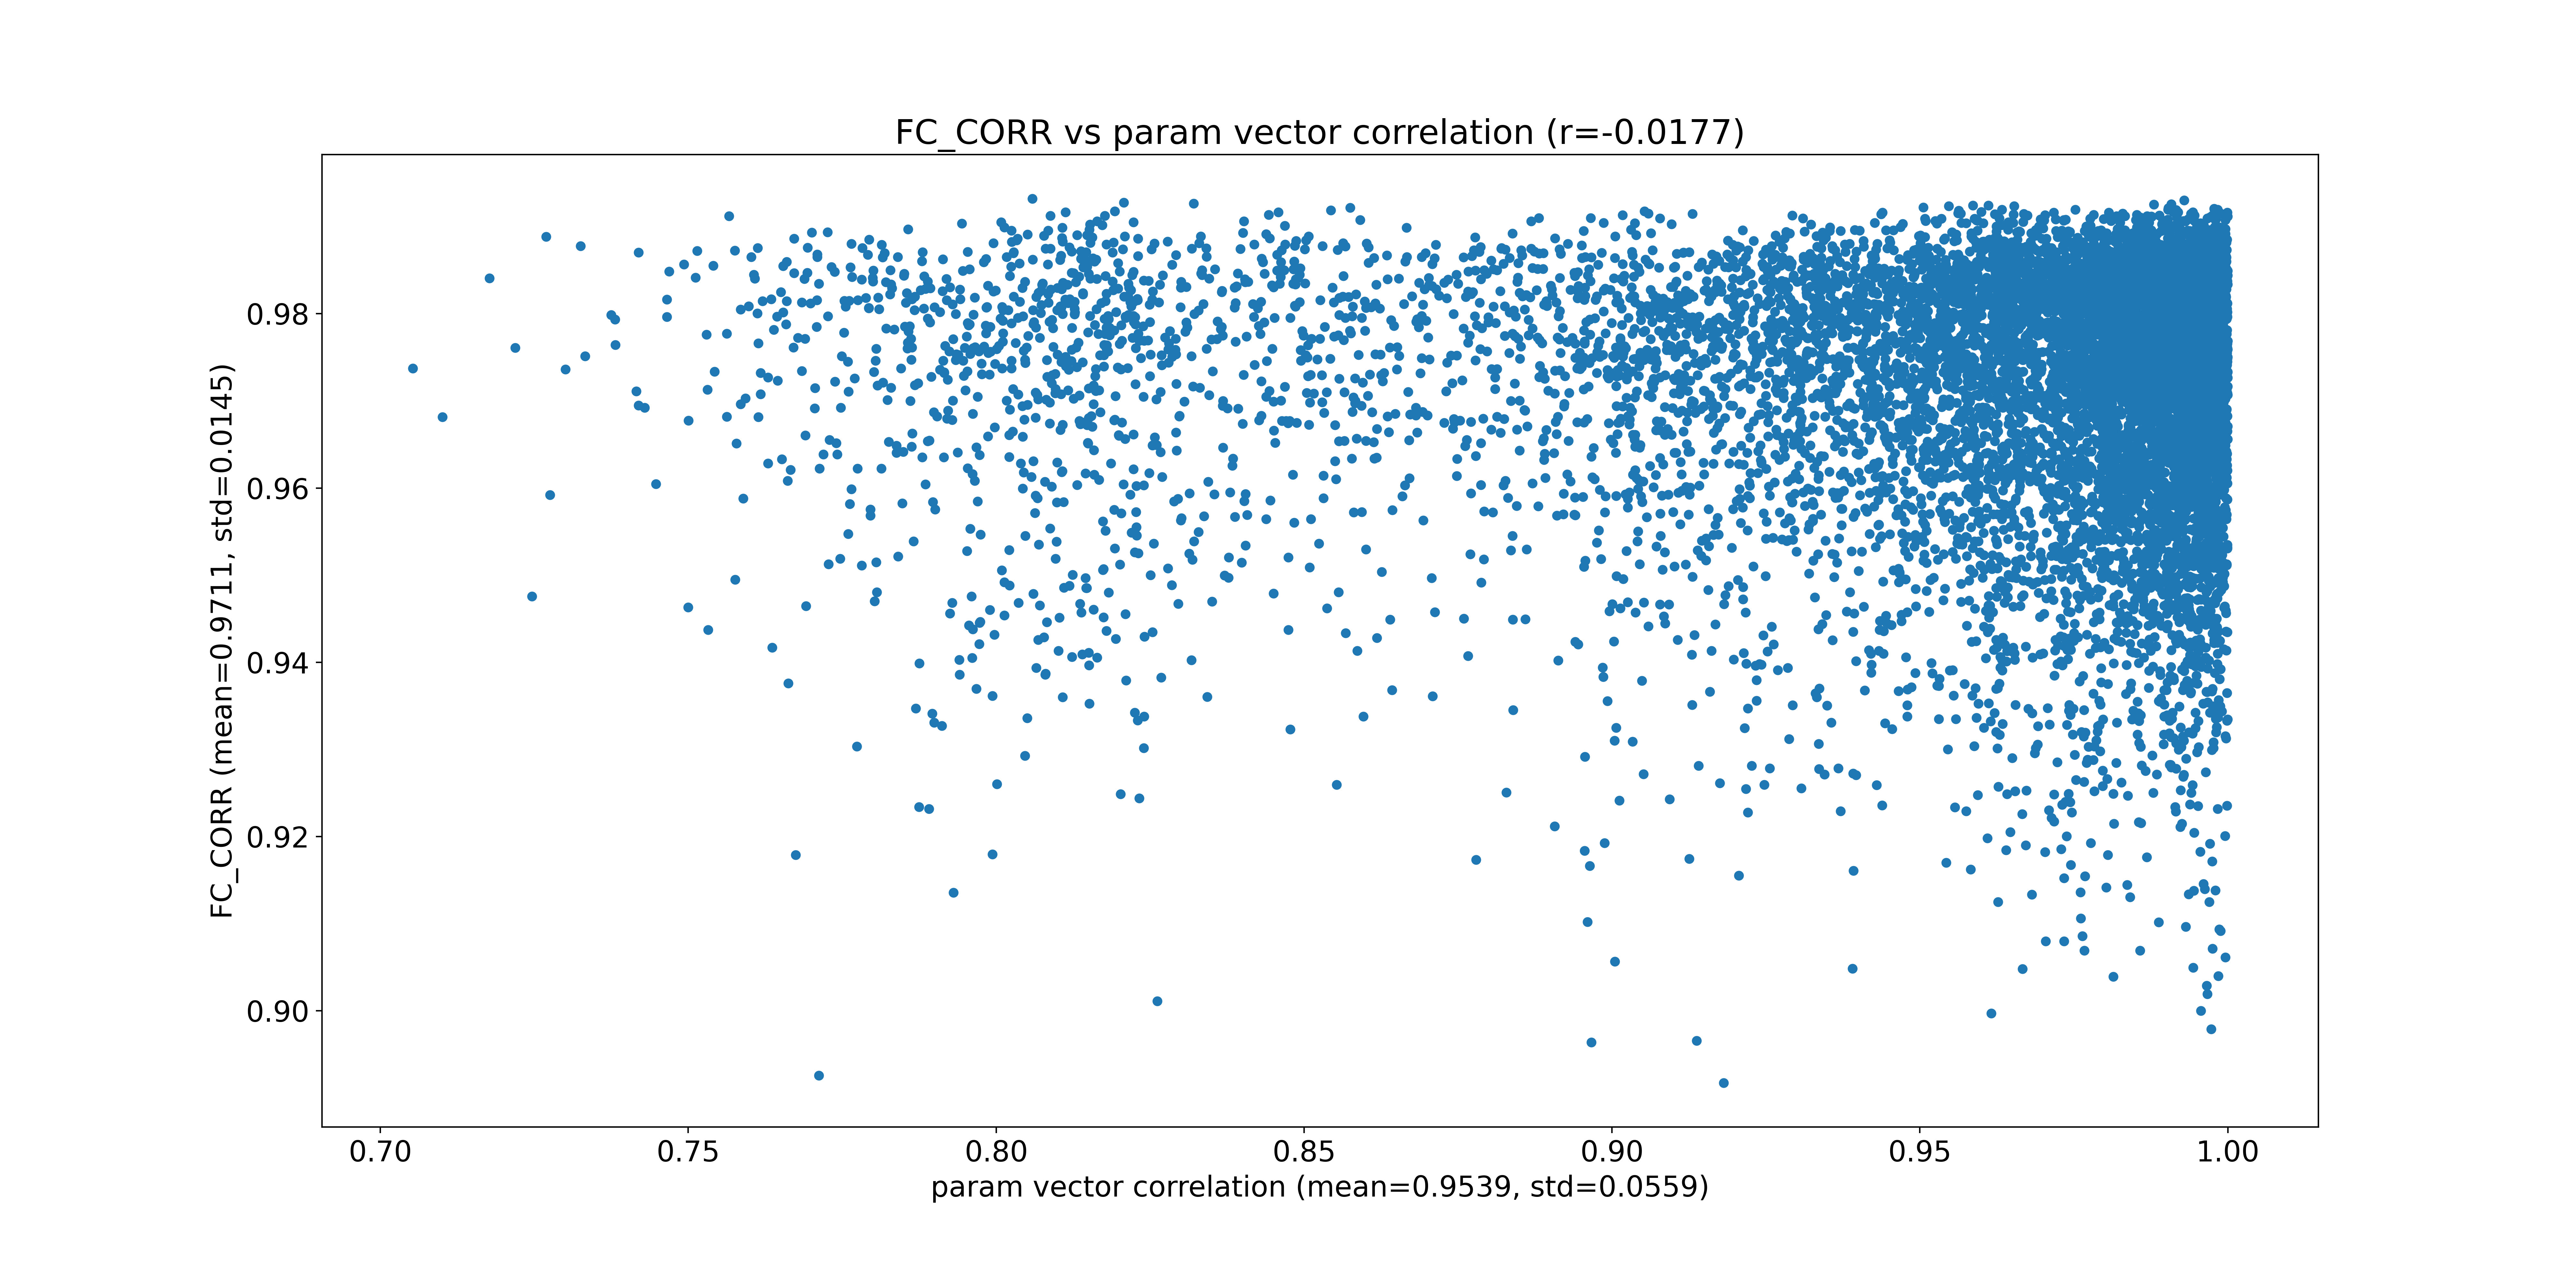 FC_CORR vs param vector correlation (r=-0.0177)
FC_CORR (mean=0.9711, std=0.0145)
0.98
0.96
0.94
0.92
0.90
0.70 0.75 0.80 0.85 0.90 0.95 1.00
param vector correlation (mean=0.9539, std=0.0559)